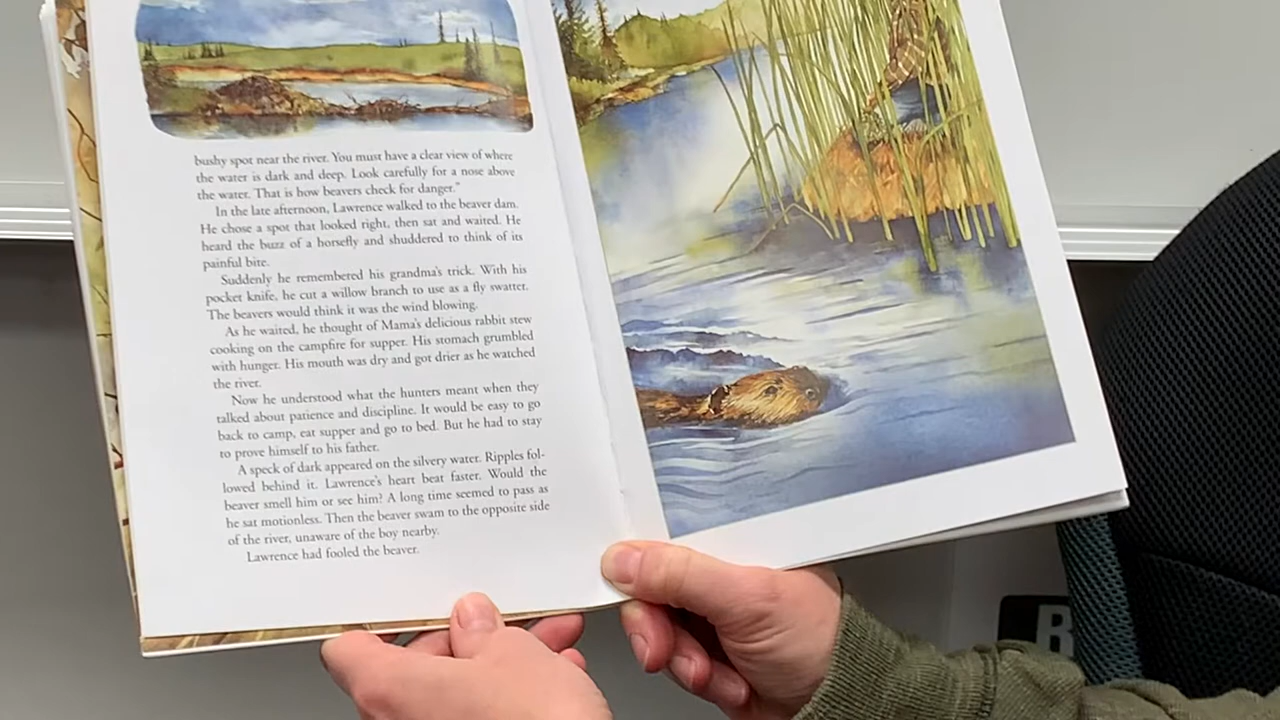 bushy spot near the river. You must have a clear view of where
the water is dark and deep. Look carefully for a nose above
the water. That is how beavers check for danger."
In the late afternoon, Lawrence walked to the beaver dam.
He chose a spot that looked right, then sat and waited. He
heard the buzz of a horsefly and shuddered to think of its
painful bite.
Suddenly he remembered his grandma's trick. With his
pocket knife, he cut a willow branch to use as a fly swatter.
The beavers would think it was the wind blowing.
As he waited, he thought of Mama's delicious rabbit stew
cooking on the campfire for supper. His stomach grumbled
with hunger. His mouth was dry and got drier as he watched
the river.
Now he understood what the hunters meant when they
talked about patience and discipline. It would be easy to go
back to camp, eat supper and go to bed. But he had to stay
to prove himself to his father.
A speck of dark appeared on the silvery water. Ripples fol-
lowed behind it. Lawrence's heart beat faster. Would the
beaver smell him or see him? A long time seemed to pass as
he sat motionless. Then the beaver swam to the opposite side
of the river, unaware of the boy nearby.
Lawrence had fooled the beaver.
R